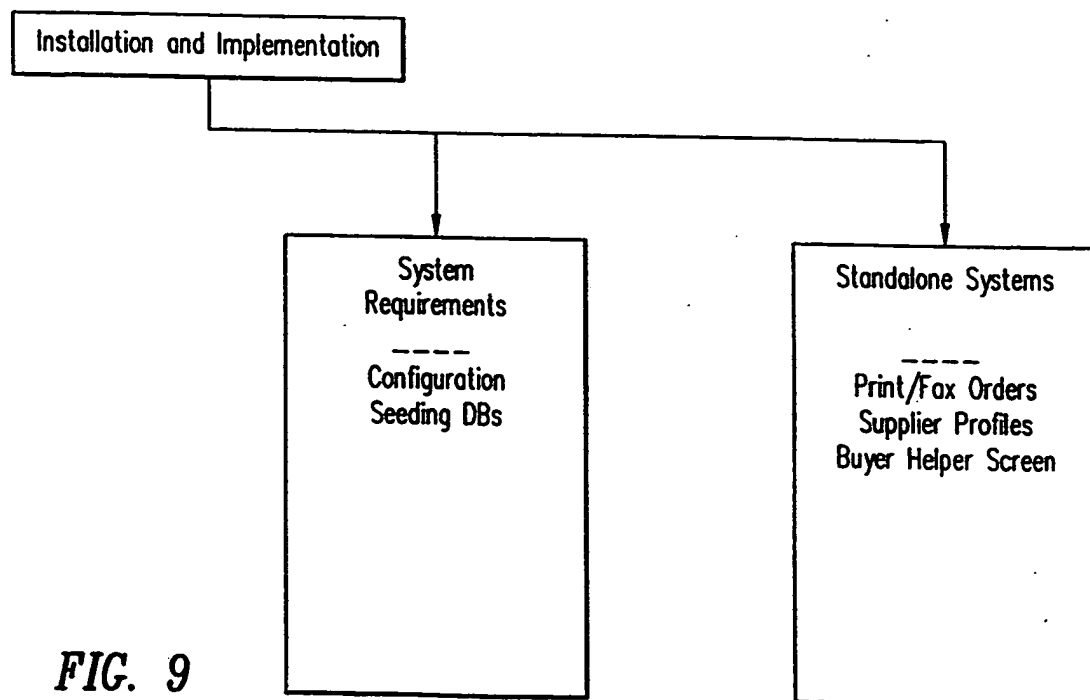 Installation and Implementation
System
Requirements
----
Configuration
Seeding DBs
Standalone Systems
----
Print/Fax Orders
Supplier Profiles
Buyer Helper Screen
FIG. 9